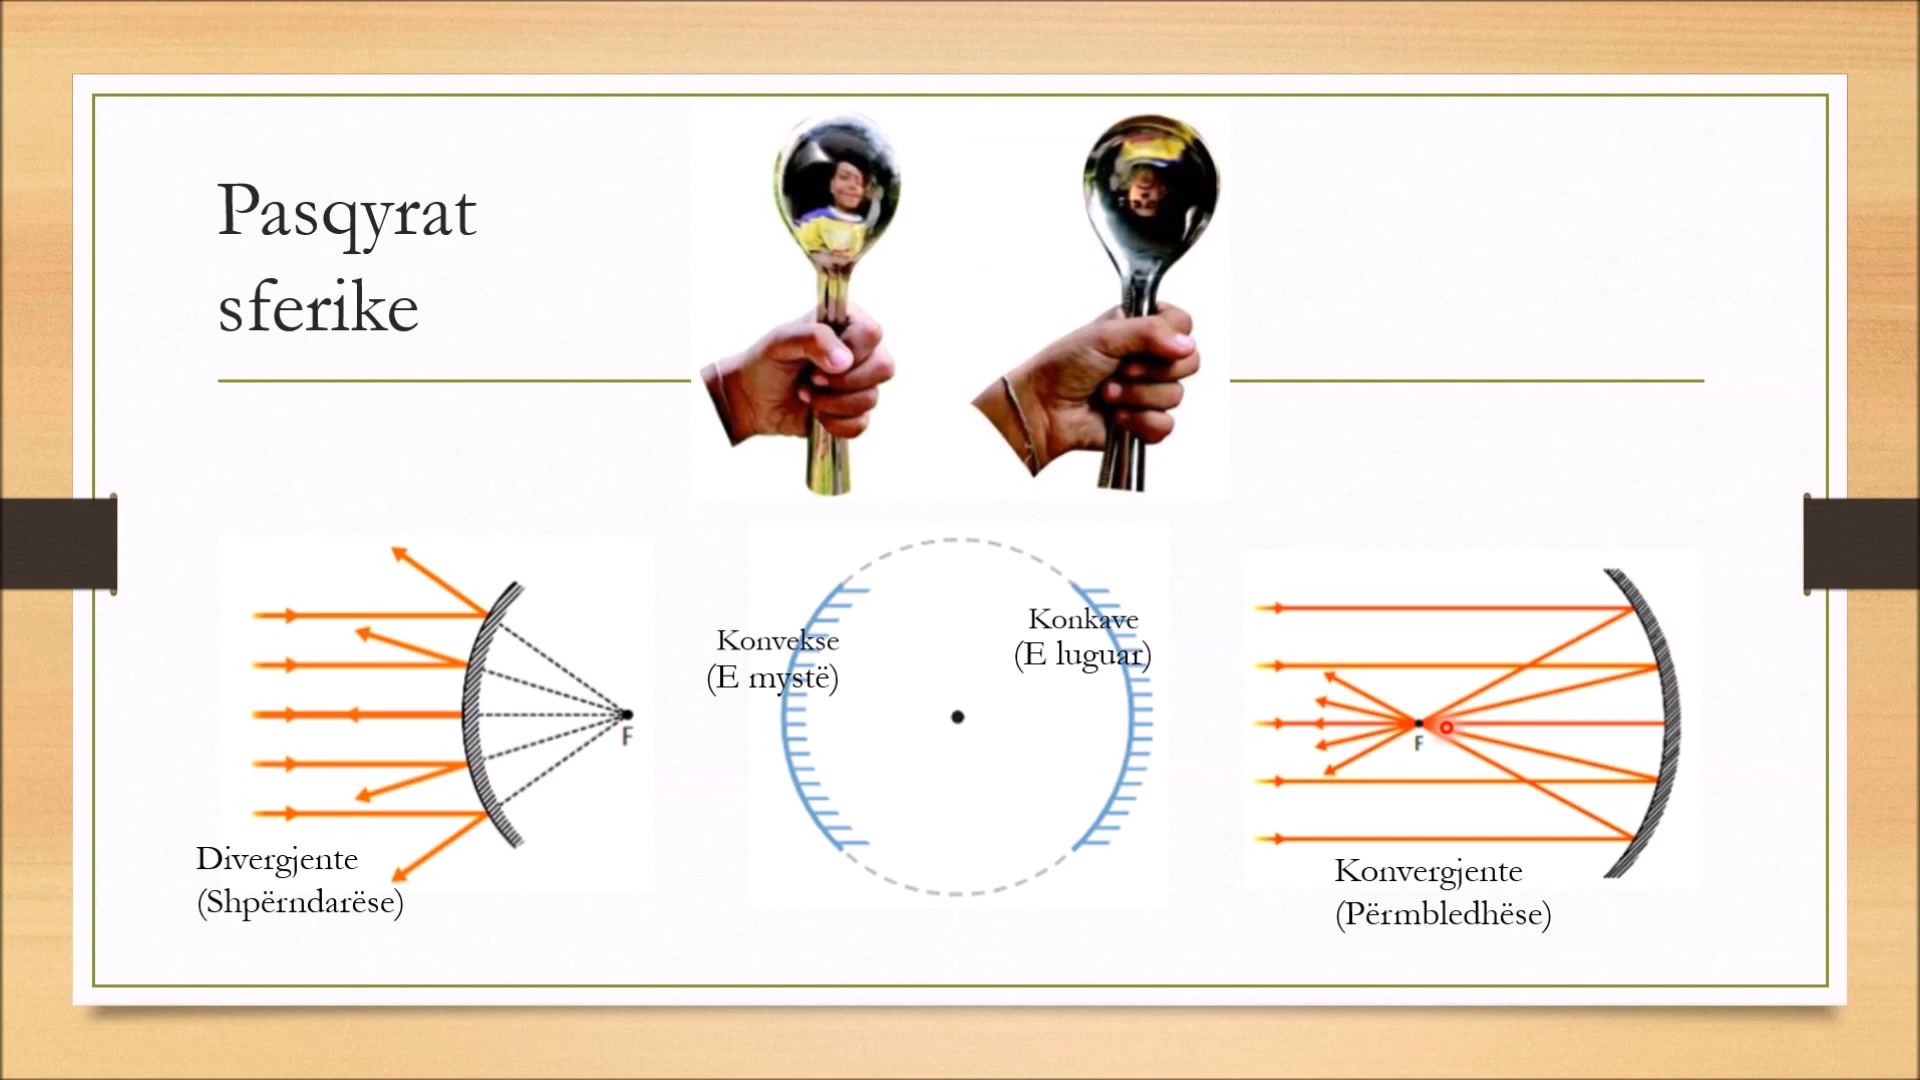 Pasqyrat
sferike
Konvekse
(E mystë)
Konkave
(E luguar)
F
F
Divergjente
(Shpërndarëse)
Konvergjente
(Përmbledhëse)